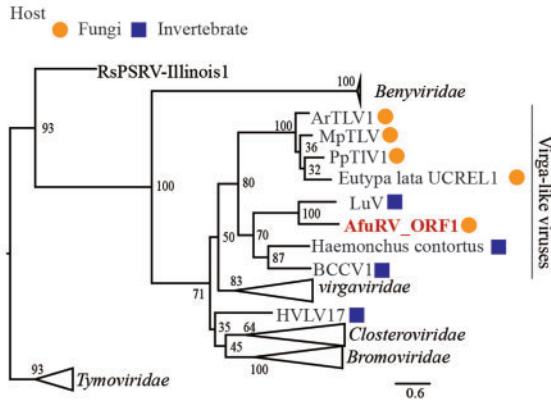 Host
Fungi Invertebrate
RsPSRV-Illinois1
93
100
Benyviridae
100
ArTLV1
MpTLV
36
PpTlV1
32
Eutypa lata UCREL1
100
80
LuV
100
AfuRV_ORF1
70
Haemonchus contortus
87
BCCV1
50
83
virgaviridae
Virga-like viruses
71
HVLV17
35
64
Closteroviridae
45
Bromoviridae
100
93
Tymoviridae
0.6
100